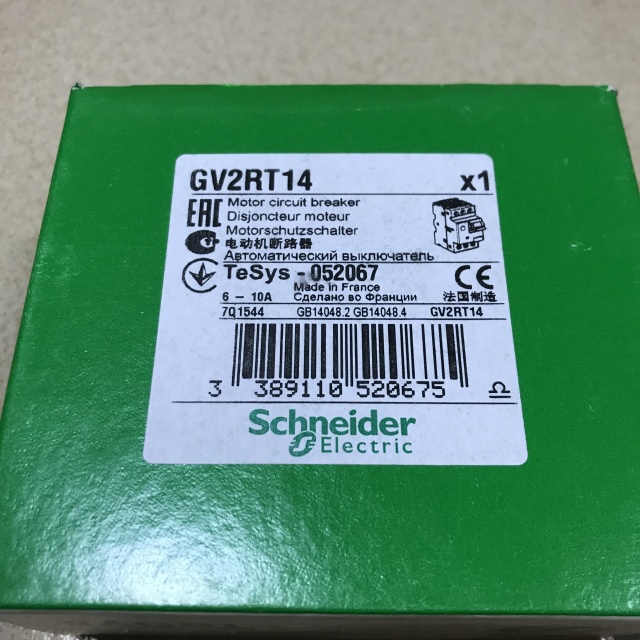 GV2RT14 x1
EAC Motor circuit breaker
Disjoncteur moteur
Motorschutzschalter
电动机断路器
Автоматический выключатель
TeSys - 052067 CE
Made in France
6 - 10A Сделано во Франции 法国制造
7Q1544 GB14048.2 GB14048.4 GV2RT14
3 389110 520675
Schneider
Electric